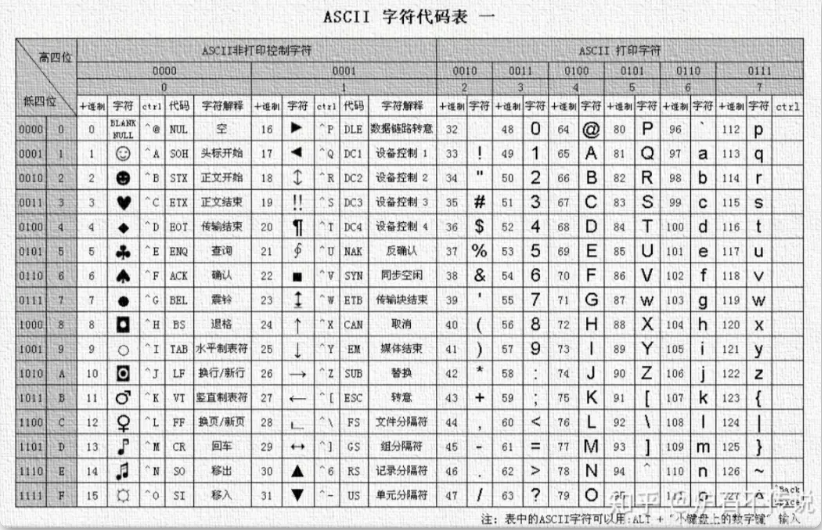 ASCII 字符代码表 一
高四位 ASCII非打印控制字符 ASCII 打印字符
0000 0001 0010 0011 0100 0101 0110 0111
0 1 2 3 4 5 6 7
低四位 十进制 字符 ctrl 代码 字符解释 十进制 字符 ctrl 代码 字符解释 十进制 字符 十进制 字符 十进制 字符 十进制 字符 十进制 字符 十进制 字符 ctrl
0000 0 0 BLANK NULL ^@ NUL 空 16 ► ^P DLE 数据链路转意 32 48 0 64 @ 80 P 96 ` 112 p
0001 1 1 ☺ ^A SOH 头标开始 17 ◄ ^Q DC1 设备控制 1 33 ! 49 1 65 A 81 Q 97 a 113 q
0010 2 2 ☻ ^B STX 正文开始 18 ↕ ^R DC2 设备控制 2 34 " 50 2 66 B 82 R 98 b 114 r
0011 3 3 ♥ ^C ETX 正文结束 19 !! ^S DC3 设备控制 3 35 # 51 3 67 C 83 S 99 c 115 s
0100 4 4 ◆ ^D EOT 传输结束 20 ¶ ^T DC4 设备控制 4 36 $ 52 4 68 D 84 T 100 d 116 t
0101 5 5 ♣ ^E ENQ 查询 21 ∮ ^U NAK 反确认 37 % 53 5 69 E 85 U 101 e 117 u
0110 6 6 ♠ ^F ACK 确认 22 ■ ^V SYN 同步空闲 38 & 54 6 70 F 86 V 102 f 118 v
0111 7 7 ● ^G BEL 震铃 23 ↨ ^W ETB 传输块结束 39 ' 55 7 71 G 87 w 103 g 119 w
1000 8 8 ◘ ^H BS 退格 24 ↑ ^X CAN 取消 40 ( 56 8 72 H 88 X 104 h 120 x
1001 9 9 ○ ^I TAB 水平制表符 25 ↓ ^Y EM 媒体结束 41 ) 57 9 73 I 89 Y 105 i 121 y
1010 A 10 ◙ ^J LF 换行/新行 26 → ^Z SUB 替换 42 * 58 : 74 J 90 Z 106 j 122 z
1011 B 11 ♂ ^K VT 竖直制表符 27 ← ^[ ESC 转意 43 + 59 ; 75 K 91 [ 107 k 123 {
1100 C 12 ♀ ^L FF 换页/新页 28 ∟ ^\ FS 文件分隔符 44 , 60 < 76 L 92 \ 108 l 124 |
1101 D 13 ♪ ^M CR 回车 29 ↔ ^] GS 组分隔符 45 - 61 = 77 M 93 ] 109 m 125 }
1110 E 14 ♫ ^N SO 移出 30 ▲ ^6 RS 记录分隔符 46 . 62 > 78 N 94 ^ 110 n 126 ~
1111 F 15 ☼ ^O SI 移入 31 ▼ ^- US 单元分隔符 47 / 63 ? 79 O
注：表中的ASCII字符可以用:ALT + "小键盘上的数字键" 输入
知乎